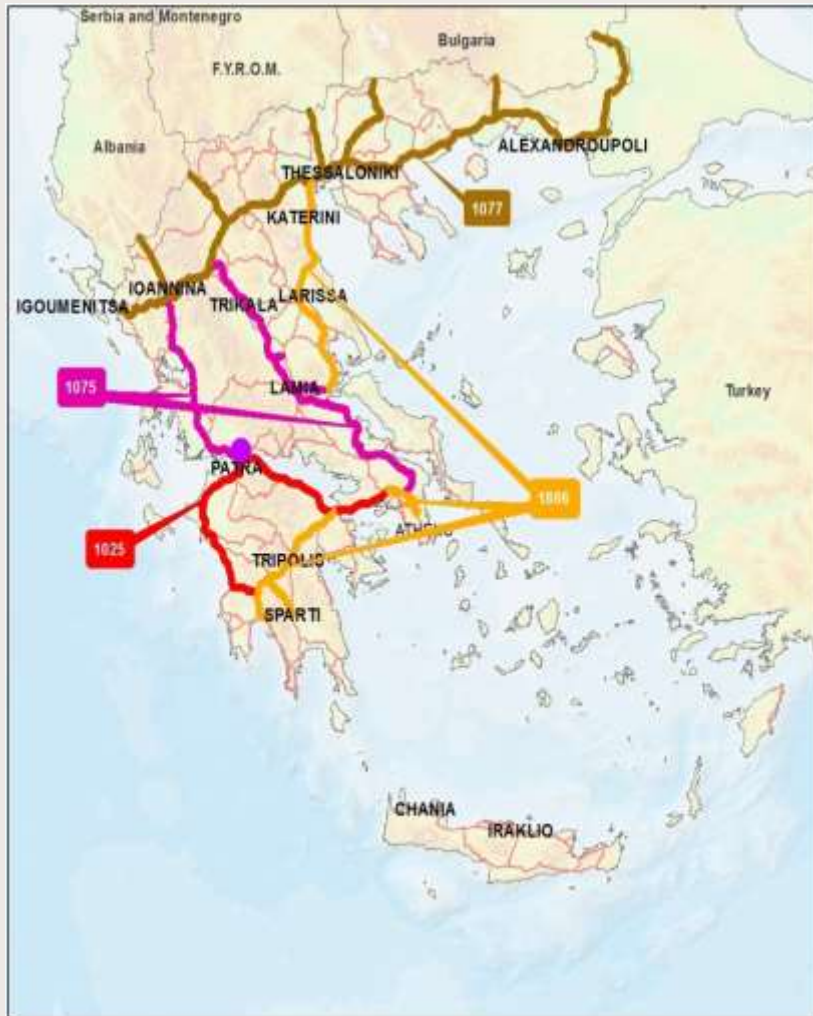 Serbia and Montenegro
Bulgaria
F.Y.R.O.M.
Albania
ALEXANDROUPOLI
THESSALONIKI
1077
KATERINI
IOANNINA
LARISSA
IGOUMENITSA
TRIKALA
1075
LAMIA
Turkey
PATRA
1025
TRIPOLIS
SPARTI
CHANIA
IRAKLIO